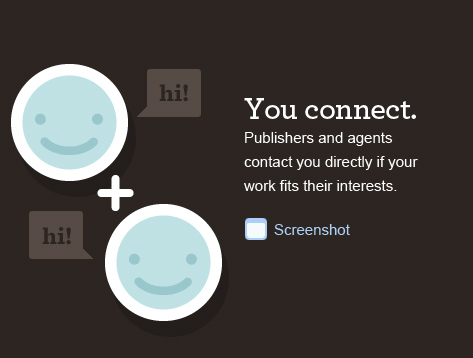 hi!
You connect.
Publishers and agents
contact you directly if your
work fits their interests.
hi!
Screenshot